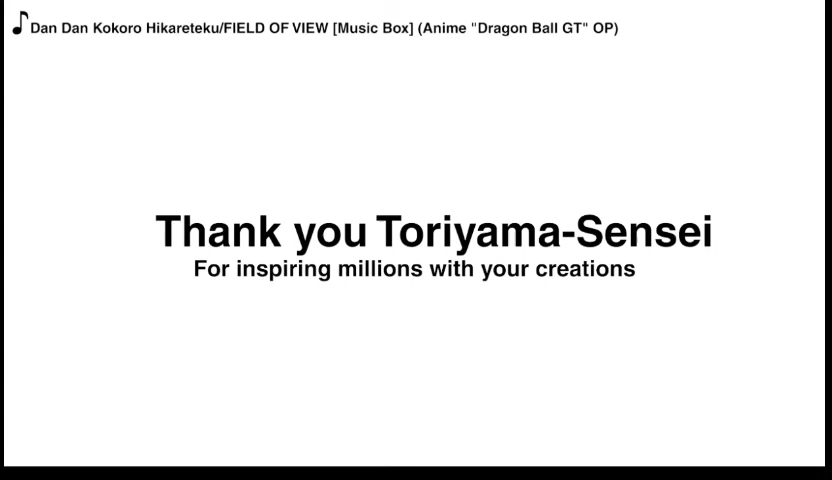 ♪Dan Dan Kokoro Hikareteku/FIELD OF VIEW [Music Box] (Anime "Dragon Ball GT" OP)
Thank you Toriyama-Sensei
For inspiring millions with your creations